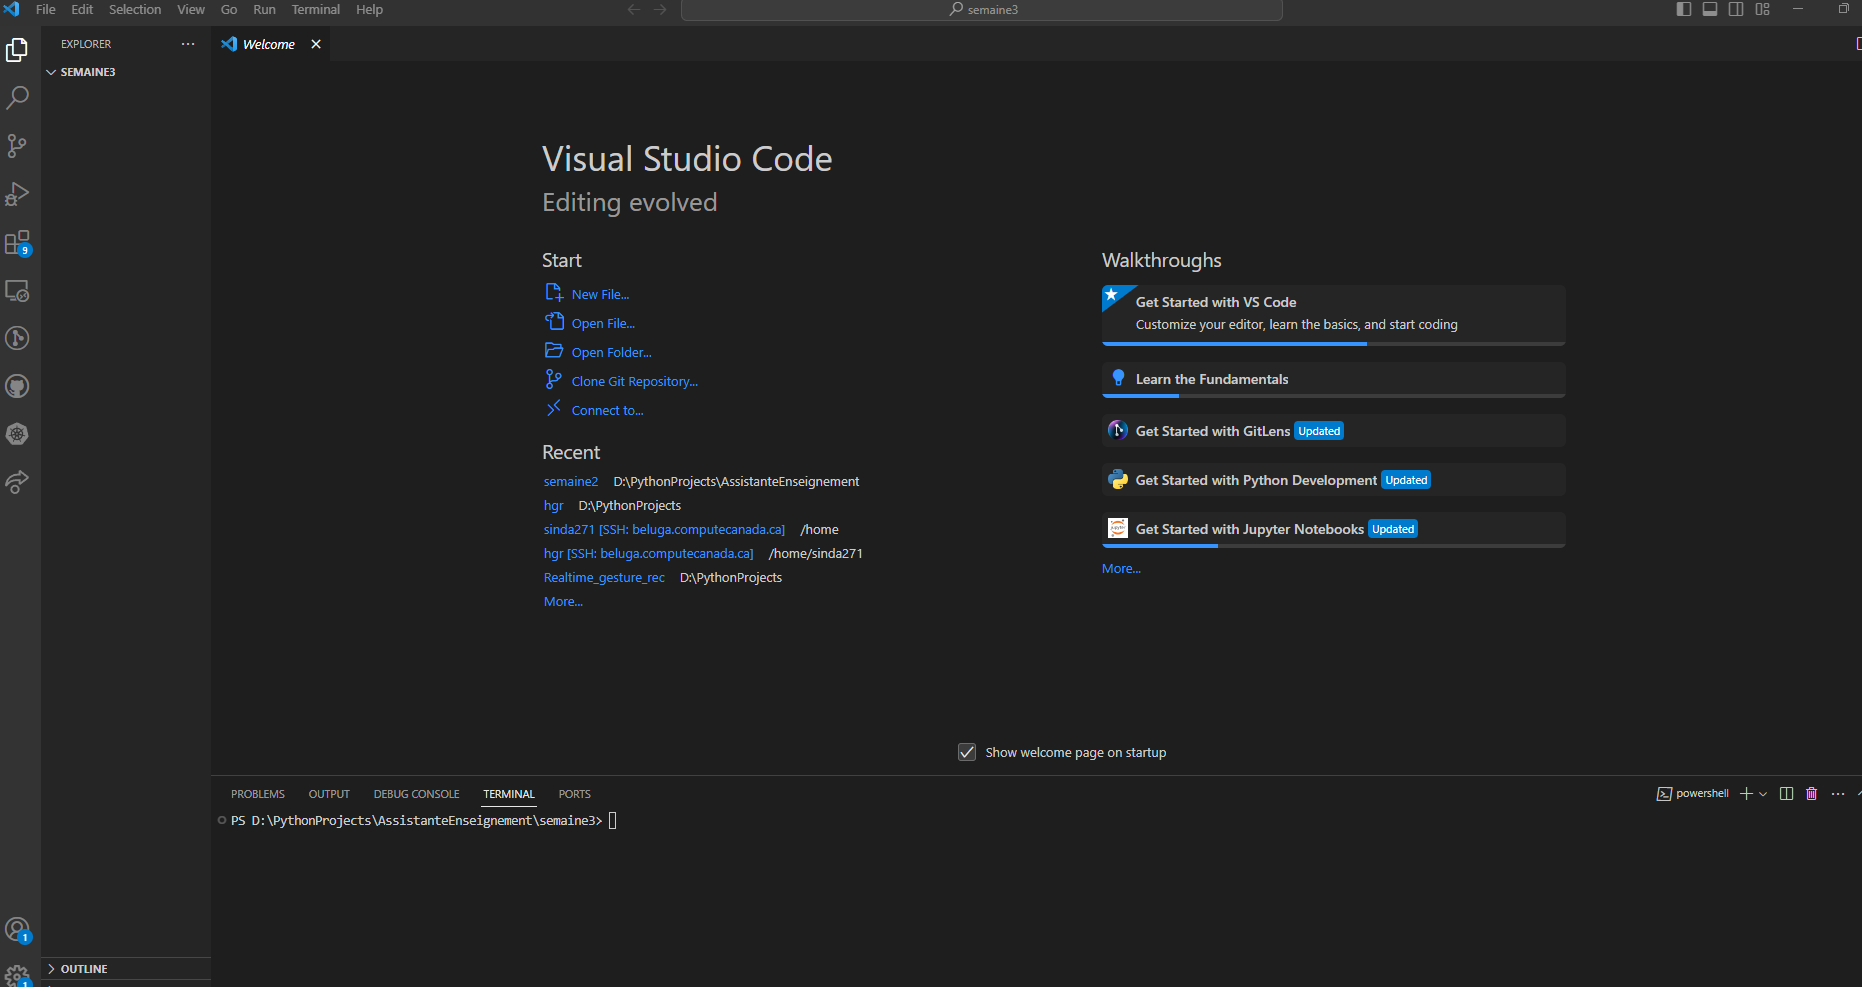 File Edit Selection View Go Run Terminal Help
semaine3
EXPLORER
Welcome
SEMAINE3
Visual Studio Code
Editing evolved
Start
New File...
Open File...
Open Folder...
Clone Git Repository...
Connect to...
Recent
semaine2 D:\PythonProjects\AssistanteEnseignement
hgr D:\PythonProjects
sinda271 [SSH: beluga.computecanada.ca] /home
hgr [SSH: beluga.computecanada.ca] /home/sinda271
Realtime_gesture_rec D:\PythonProjects
More...
Walkthroughs
Get Started with VS Code
Customize your editor, learn the basics, and start coding
Learn the Fundamentals
Get Started with GitLens Updated
Get Started with Python Development Updated
Get Started with Jupyter Notebooks Updated
More...
Show welcome page on startup
PROBLEMS OUTPUT DEBUG CONSOLE TERMINAL PORTS
powershell
PS D:\PythonProjects\AssistanteEnseignement\semaine3>
9
1
1
OUTLINE